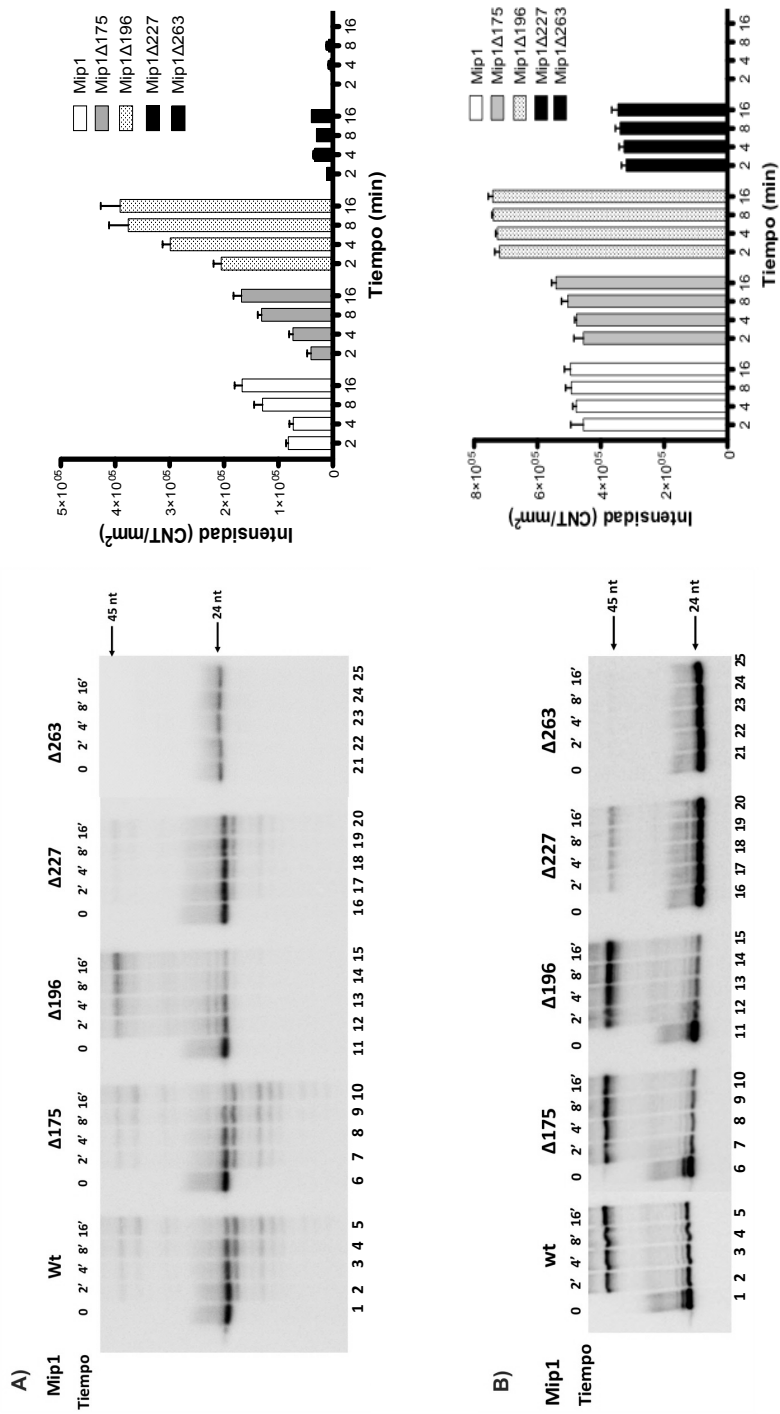 A)
Mip1 Wt Δ175 Δ196 Δ227 Δ263
Tiempo 0 2' 4' 8' 16' 0 2' 4' 8' 16' 0 2' 4' 8' 16' 0 2' 4' 8' 16' 0 2' 4' 8' 16'
45 nt
24 nt
1 2 3 4 5 6 7 8 9 10 11 12 13 14 15 16 17 18 19 20 21 22 23 24 25
Intensidad (CNT/mm²)
5×10⁰⁵
4×10⁰⁵
3×10⁰⁵
2×10⁰⁵
1×10⁰⁵
0
2 4 8 16 2 4 8 16 2 4 8 16 2 4 8 16 2 4 8 16
Tiempo (min)
Mip1
Mip1Δ175
Mip1Δ196
Mip1Δ227
Mip1Δ263
B)
Mip1 wt Δ175 Δ196 Δ227 Δ263
Tiempo 0 2' 4' 8' 16' 0 2' 4' 8' 16' 0 2' 4' 8' 16' 0 2' 4' 8' 16' 0 2' 4' 8' 16'
45 nt
24 nt
1 2 3 4 5 6 7 8 9 10 11 12 13 14 15 16 17 18 19 20 21 22 23 24 25
Intensidad (CNT/mm²)
8×10⁰⁵
6×10⁰⁵
4×10⁰⁵
2×10⁰⁵
0
2 4 8 16 2 4 8 16 2 4 8 16 2 4 8 16 2 4 8 16
Tiempo (min)
Mip1
Mip1Δ175
Mip1Δ196
Mip1Δ227
Mip1Δ263